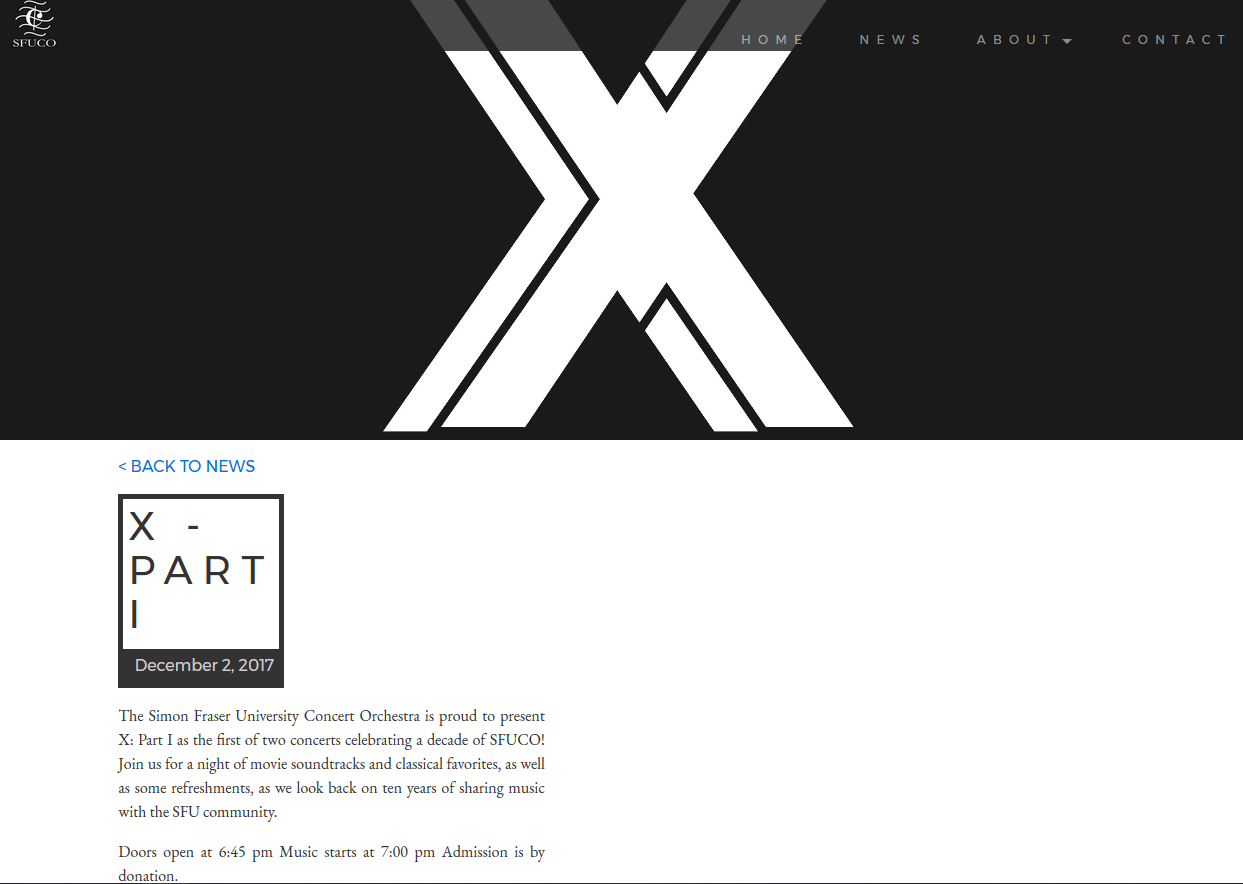 SFUCO
HOME NEWS ABOUT CONTACT
X
< BACK TO NEWS
X -
PART
I
December 2, 2017
The Simon Fraser University Concert Orchestra is proud to present
X: Part I as the first of two concerts celebrating a decade of SFUCO!
Join us for a night of movie soundtracks and classical favorites, as well
as some refreshments, as we look back on ten years of sharing music
with the SFU community.
Doors open at 6:45 pm Music starts at 7:00 pm Admission is by
donation.